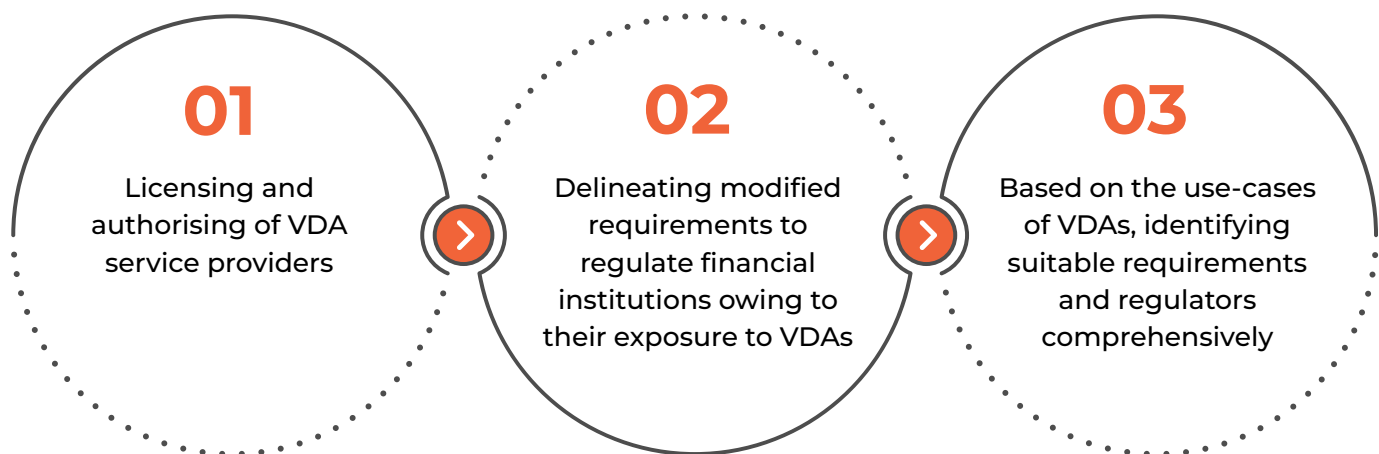 01
Licensing and
authorising of VDA
service providers
02
Delineating modified
requirements to
regulate financial
institutions owing to
their exposure to VDAs
03
Based on the use-cases
of VDAs, identifying
suitable requirements
and regulators
comprehensively